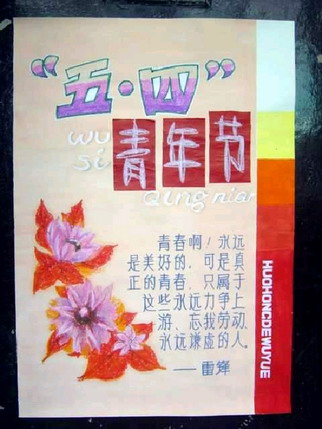 “五·四”
wu
si
青年节
qing nian
青春啊！永远
是美好的，可是真
正的青春，只属于
这些永远力争上
游、忘我劳动、
永远谦虚的人。
——雷锋
HUOHONGDEWUYUE